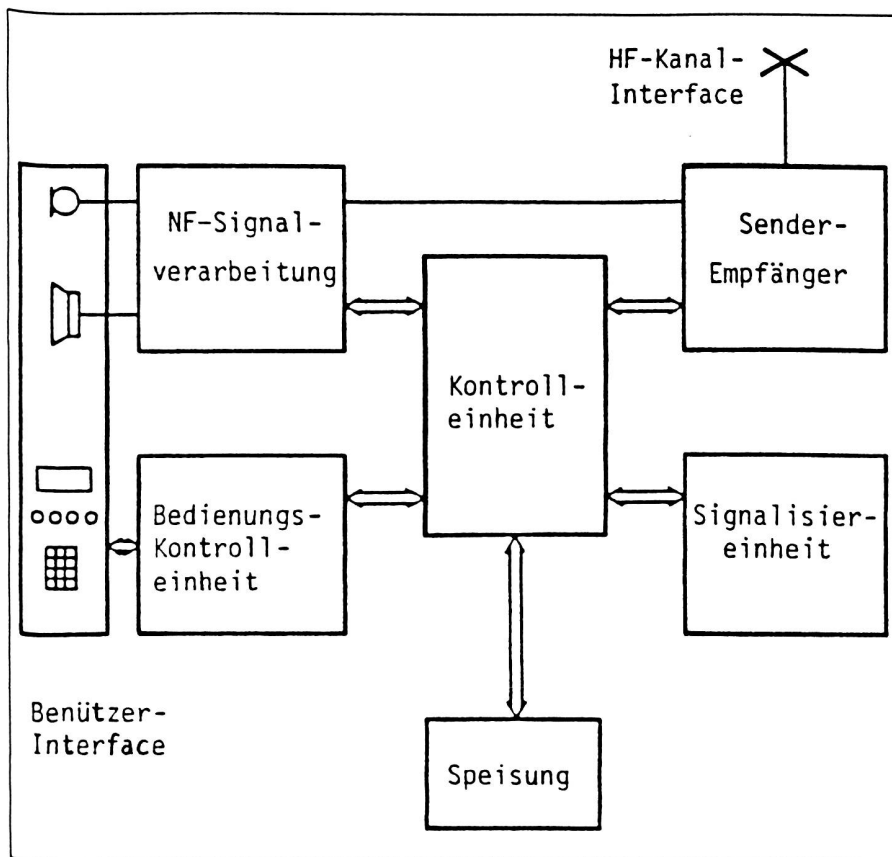 HF-Kanal-
Interface
NF-Signal-
verarbeitung
Sender-
Empfänger
Kontroll-
einheit
Bedienungs-
Kontroll-
einheit
Signalisier-
einheit
Benützer-
Interface
Speisung